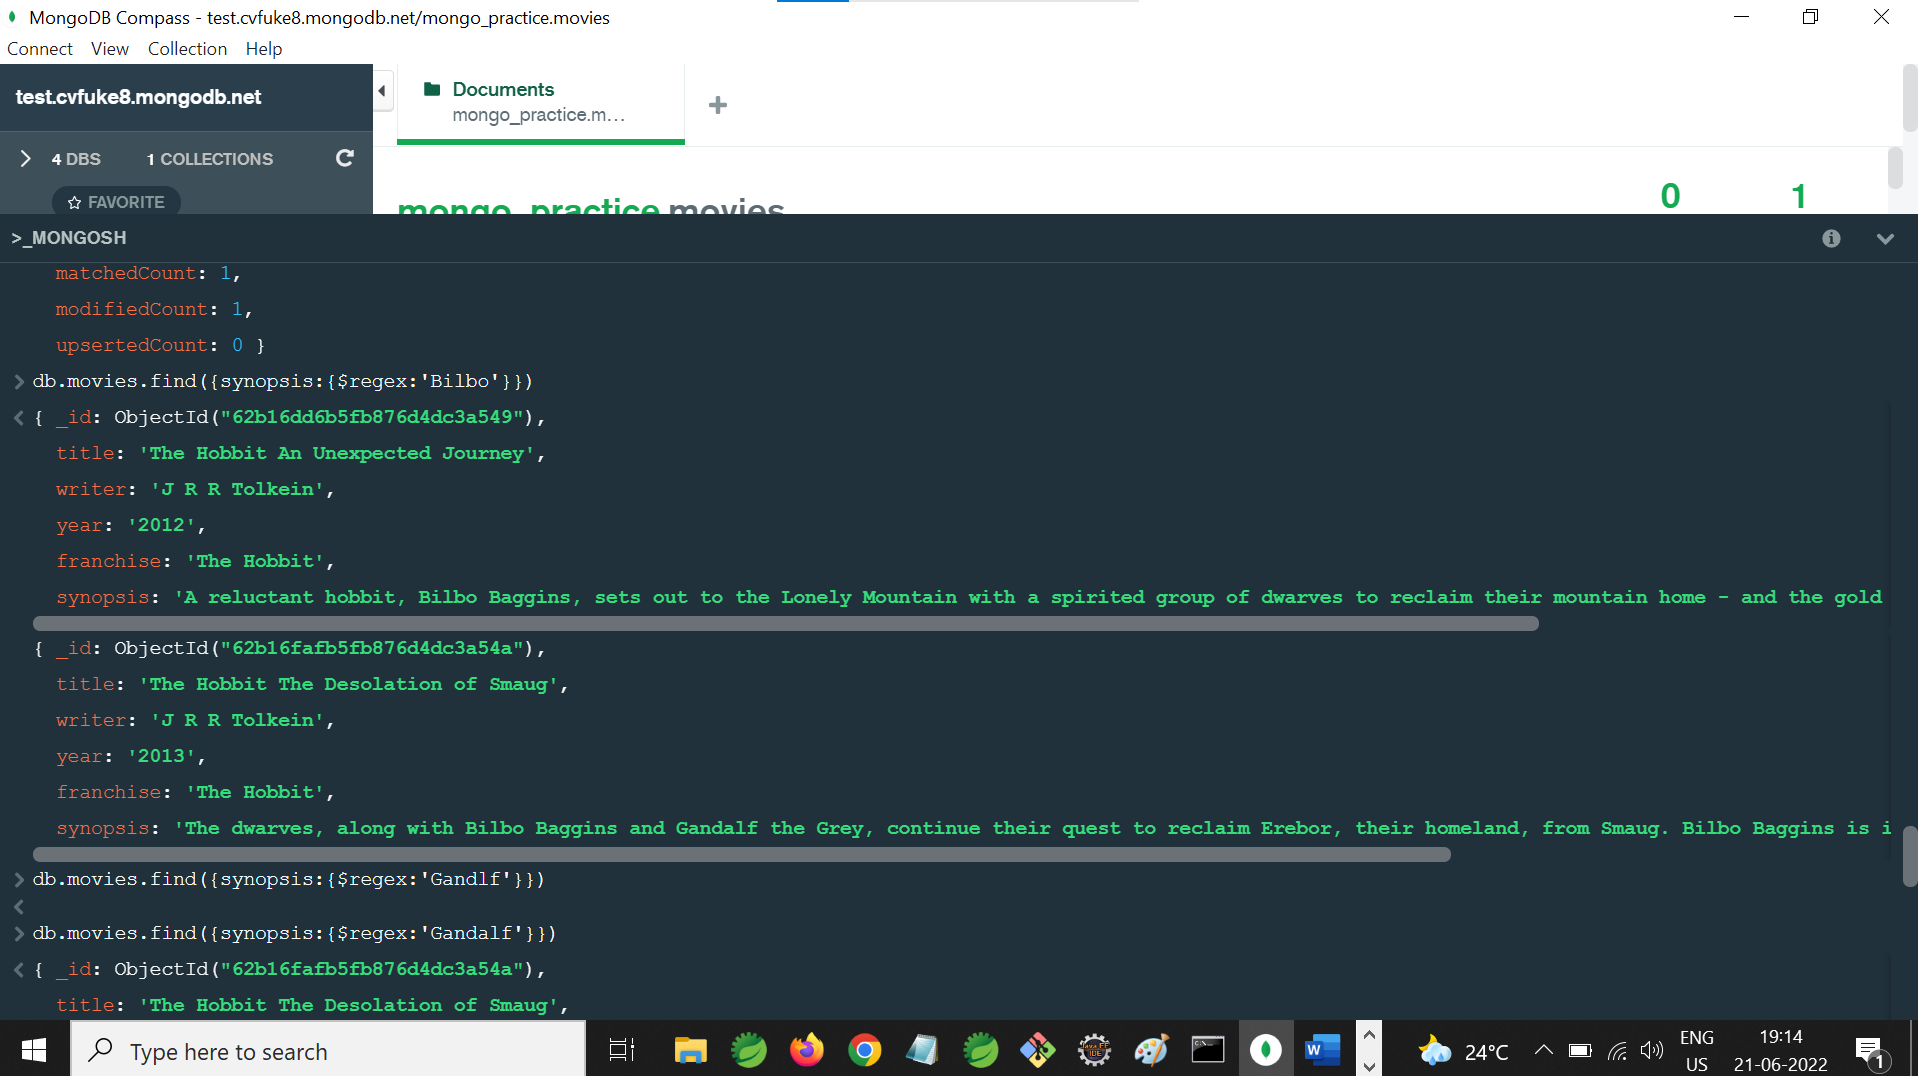 MongoDB Compass - test.cvfuke8.mongodb.net/mongo_practice.movies
Connect View Collection Help
test.cvfuke8.mongodb.net
Documents
mongo_practice.m...
4 DBS 1 COLLECTIONS
FAVORITE
mongo_practice.movies
0 1
>_MONGOSH
matchedCount: 1,
modifiedCount: 1,
upsertedCount: 0 }
db.movies.find({synopsis:{$regex:'Bilbo'}})
{ _id: ObjectId("62b16dd6b5fb876d4dc3a549"),
title: 'The Hobbit An Unexpected Journey',
writer: 'J R R Tolkein',
year: '2012',
franchise: 'The Hobbit',
synopsis: 'A reluctant hobbit, Bilbo Baggins, sets out to the Lonely Mountain with a spirited group of dwarves to reclaim their mountain home - and the gold
{ _id: ObjectId("62b16fafb5fb876d4dc3a54a"),
title: 'The Hobbit The Desolation of Smaug',
writer: 'J R R Tolkein',
year: '2013',
franchise: 'The Hobbit',
synopsis: 'The dwarves, along with Bilbo Baggins and Gandalf the Grey, continue their quest to reclaim Erebor, their homeland, from Smaug. Bilbo Baggins is i
db.movies.find({synopsis:{$regex:'Gandlf'}})
db.movies.find({synopsis:{$regex:'Gandalf'}})
{ _id: ObjectId("62b16fafb5fb876d4dc3a54a"),
title: 'The Hobbit The Desolation of Smaug',
Type here to search
24°C
ENG
US
19:14
21-06-2022
1